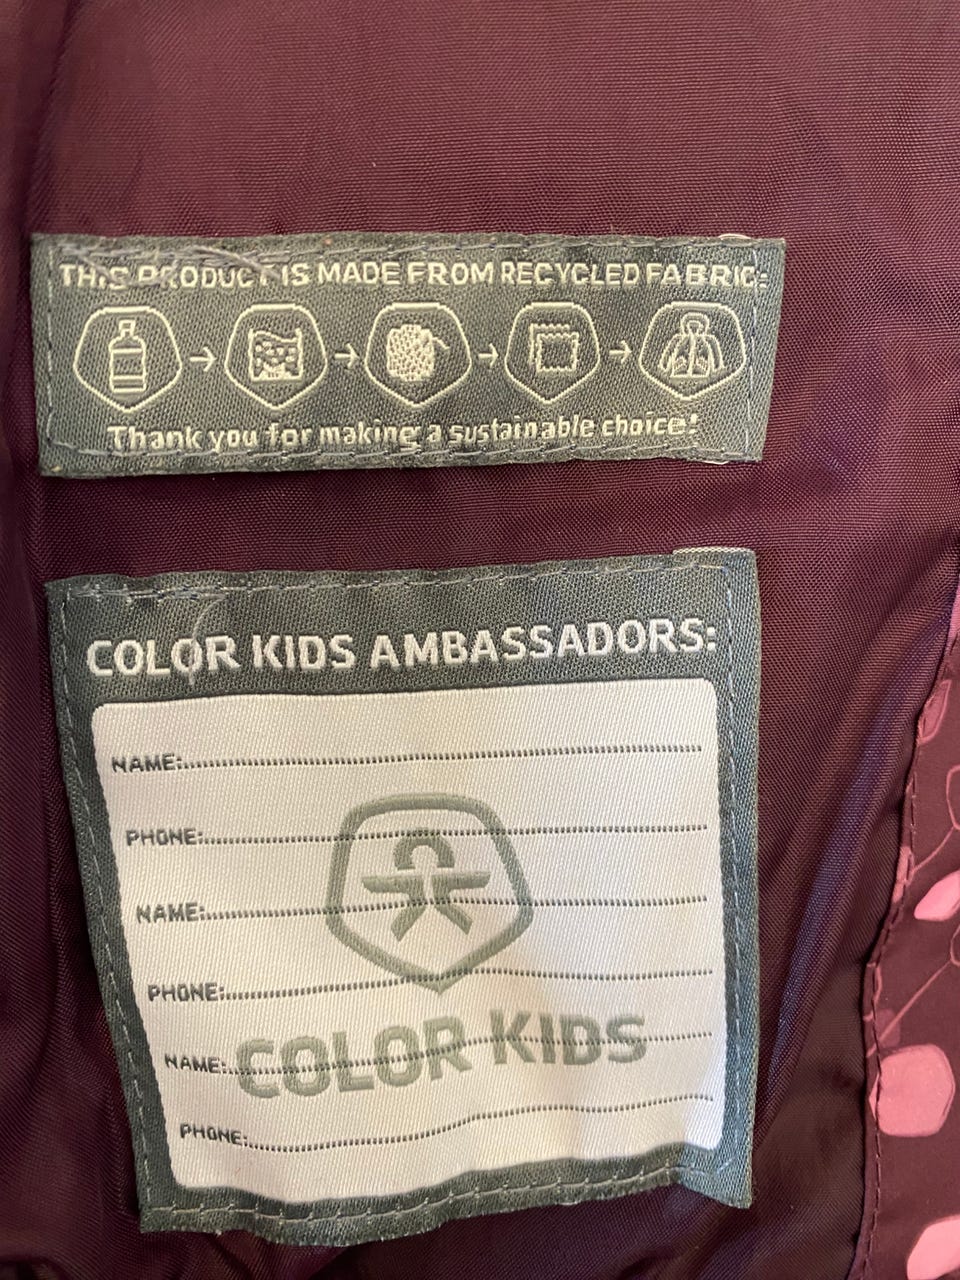 THIS PRODUCT IS MADE FROM RECYCLED FABRIC:
Thank you for making a sustainable choice!
COLOR KIDS AMBASSADORS:
NAME:
PHONE:
NAME:
PHONE:
COLOR KIDS
NAME:
PHONE: